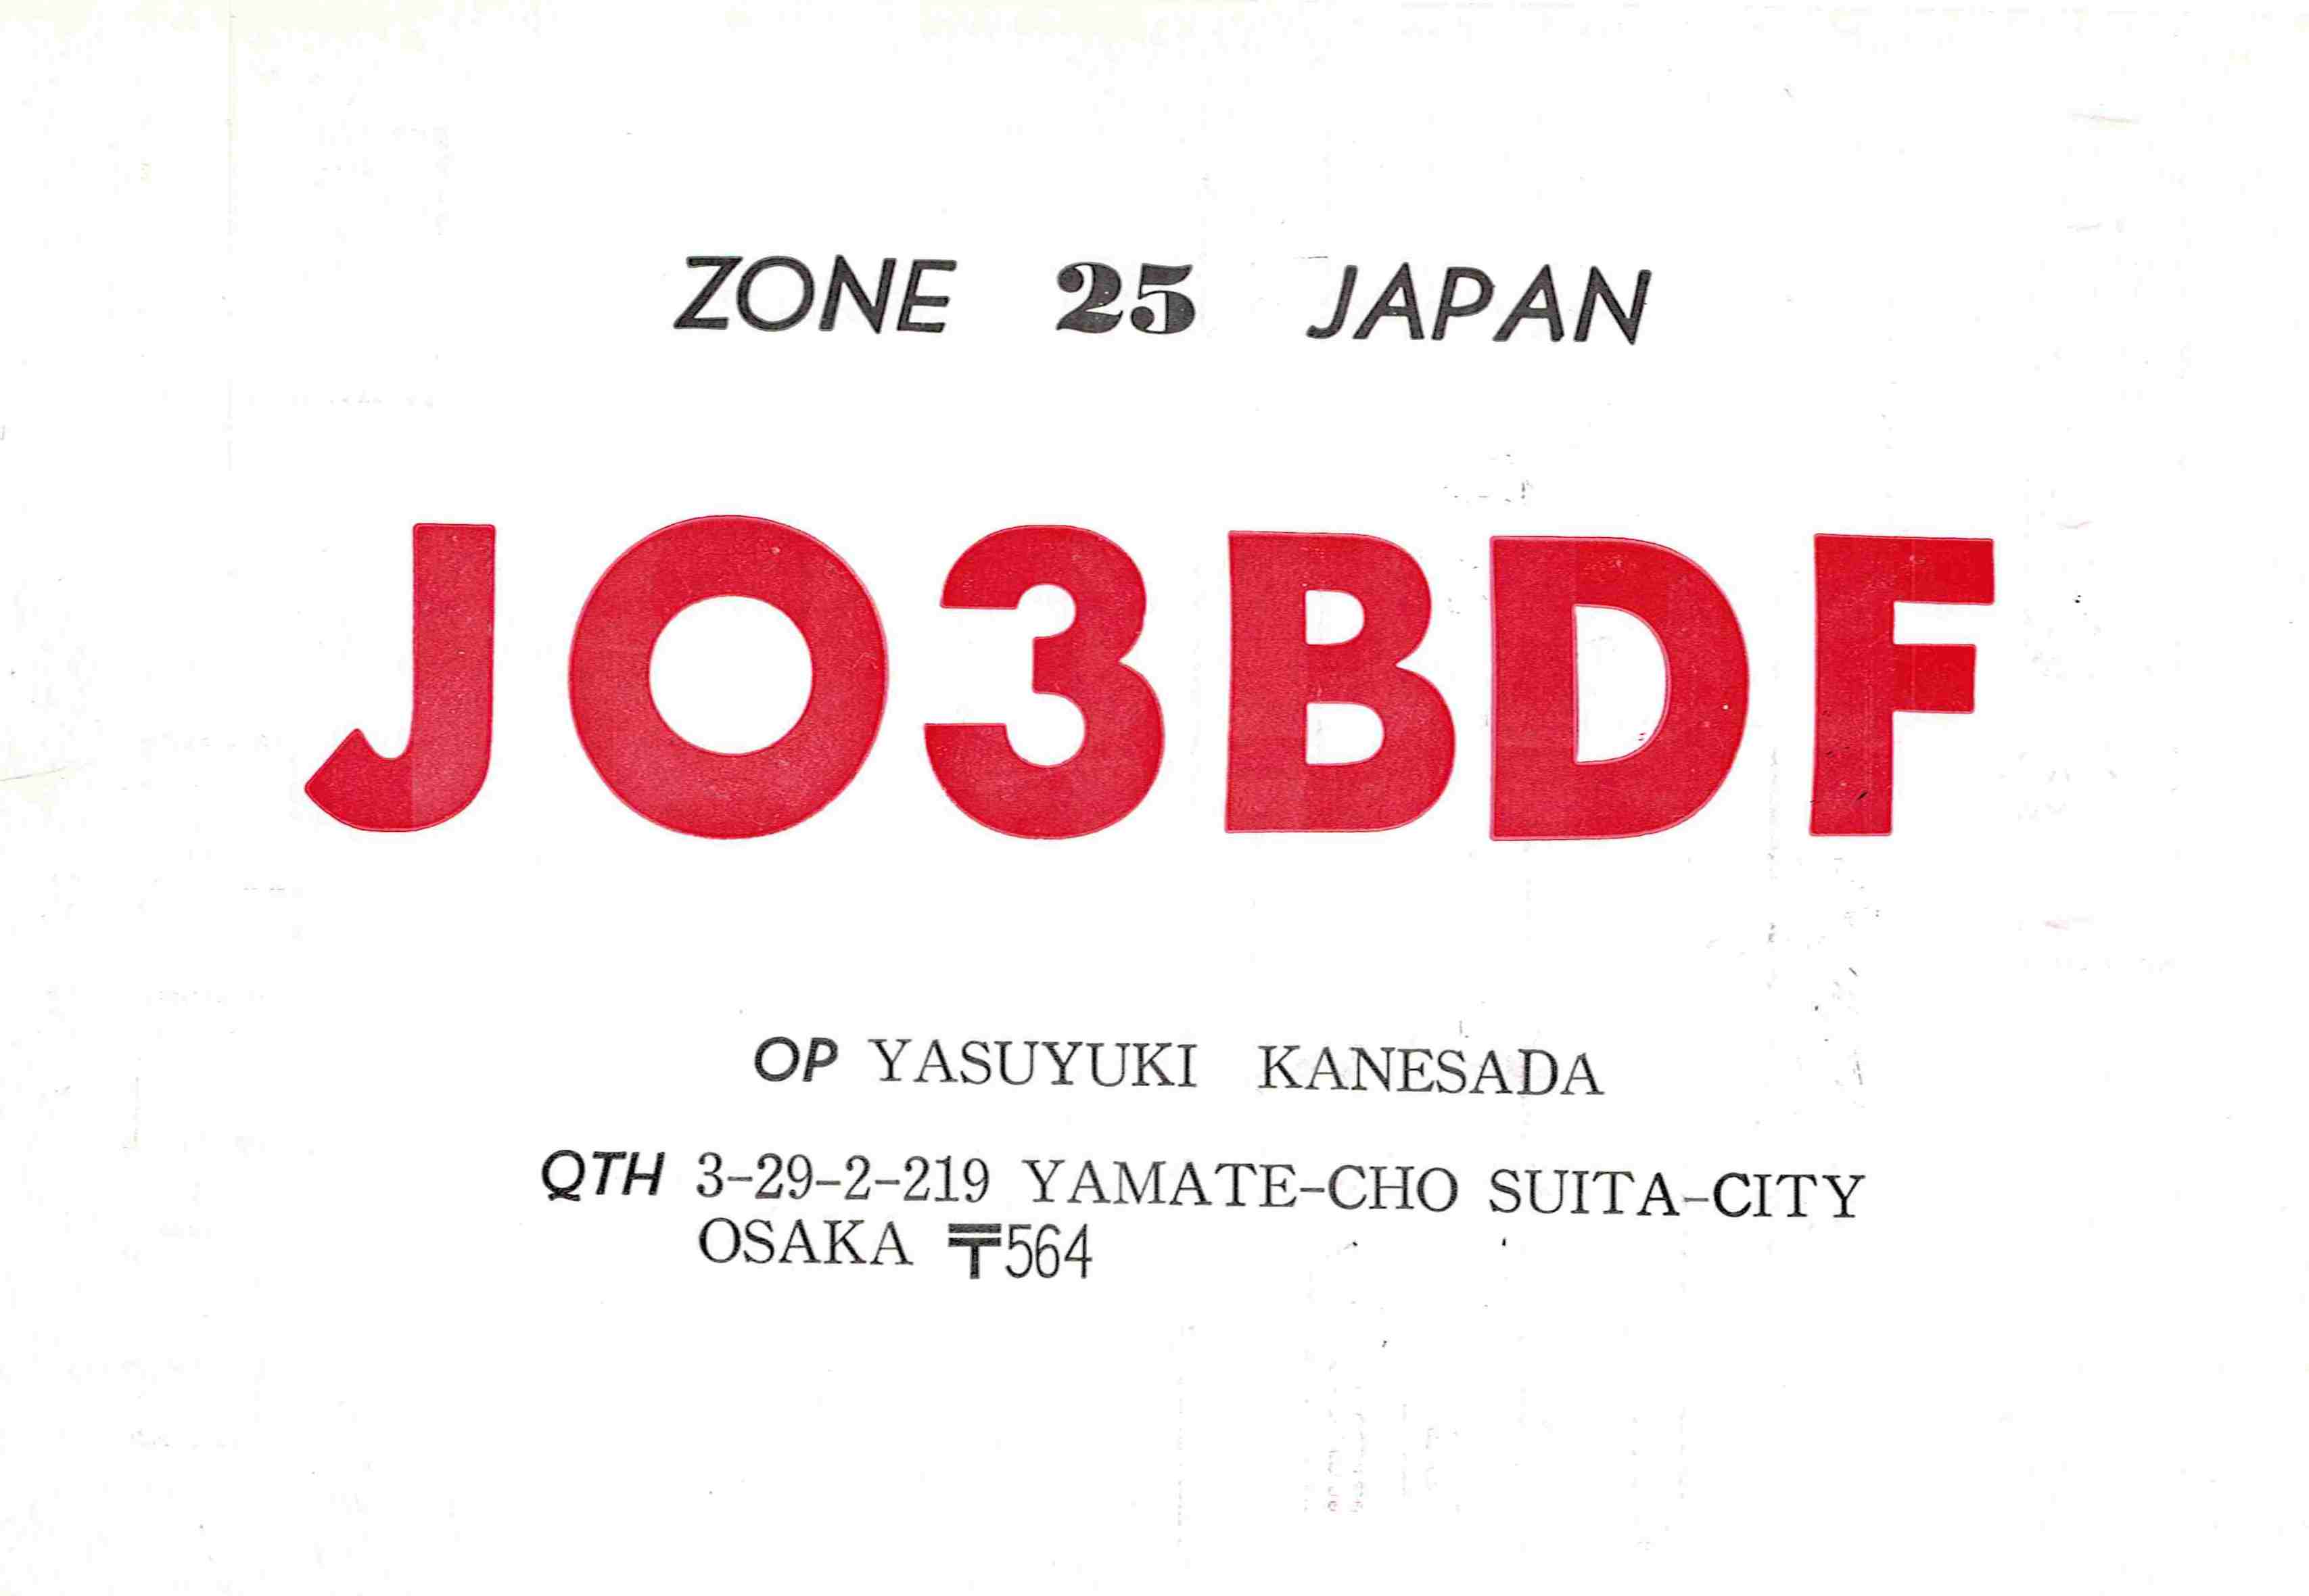 ZONE 25 JAPAN
JO3BDF
OP YASUYUKI KANESADA
QTH 3-29-2-219 YAMATE-CHO SUITA-CITY
OSAKA 〒564